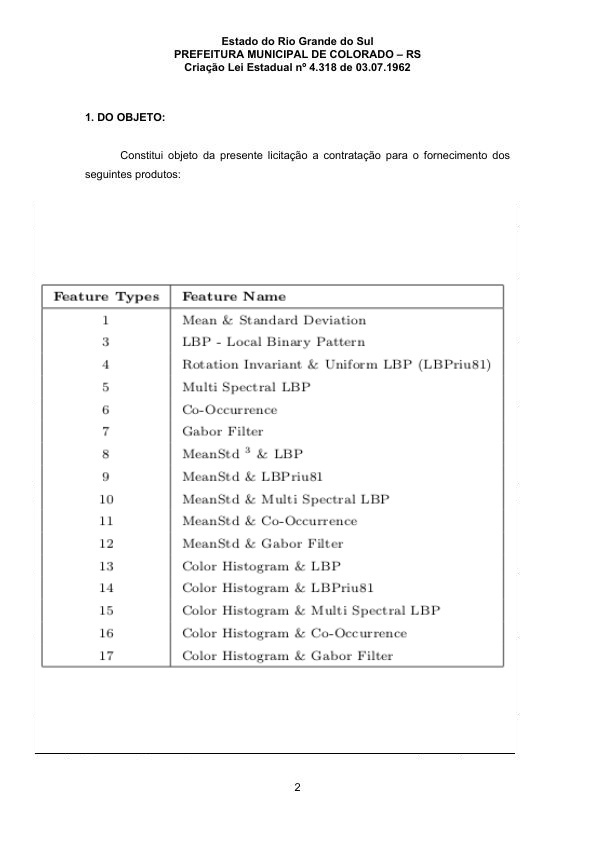 Estado do Rio Grande do Sul
PREFEITURA MUNICIPAL DE COLORADO – RS
Criação Lei Estadual nº 4.318 de 03.07.1962
1. DO OBJETO:
Constitui objeto da presente licitação a contratação para o fornecimento dos
seguintes produtos:
Feature Types Feature Name
1 Mean & Standard Deviation
3 LBP - Local Binary Pattern
4 Rotation Invariant & Uniform LBP (LBPriu81)
5 Multi Spectral LBP
6 Co-Occurrence
7 Gabor Filter
8 MeanStd ³ & LBP
9 MeanStd & LBPriu81
10 MeanStd & Multi Spectral LBP
11 MeanStd & Co-Occurrence
12 MeanStd & Gabor Filter
13 Color Histogram & LBP
14 Color Histogram & LBPriu81
15 Color Histogram & Multi Spectral LBP
16 Color Histogram & Co-Occurrence
17 Color Histogram & Gabor Filter
2